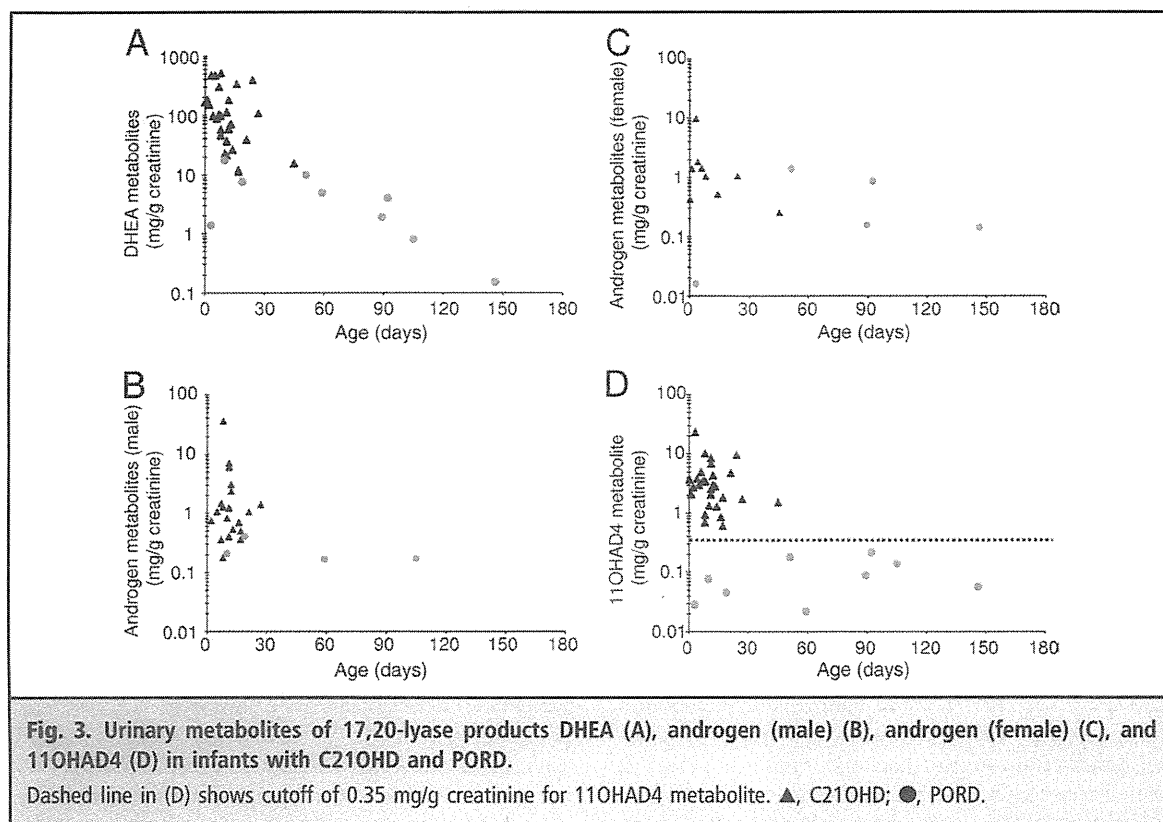 A
1000
100
10
1
0.1
DHEA metabolites
(mg/g creatinine)
0 30 60 90 120 150 180
Age (days)
C
100
10
1
0.1
0.01
Androgen metabolites (female)
(mg/g creatinine)
0 30 60 90 120 150 180
Age (days)
B
100
10
1
0.1
0.01
Androgen metabolites (male)
(mg/g creatinine)
0 30 60 90 120 150 180
Age (days)
D
100
10
1
0.1
0.01
11OHAD4 metabolite
(mg/g creatinine)
0 30 60 90 120 150 180
Age (days)
Fig. 3. Urinary metabolites of 17,20-lyase products DHEA (A), androgen (male) (B), androgen (female) (C), and
11OHAD4 (D) in infants with C21OHD and PORD.
Dashed line in (D) shows cutoff of 0.35 mg/g creatinine for 11OHAD4 metabolite. ▲, C21OHD; ●, PORD.